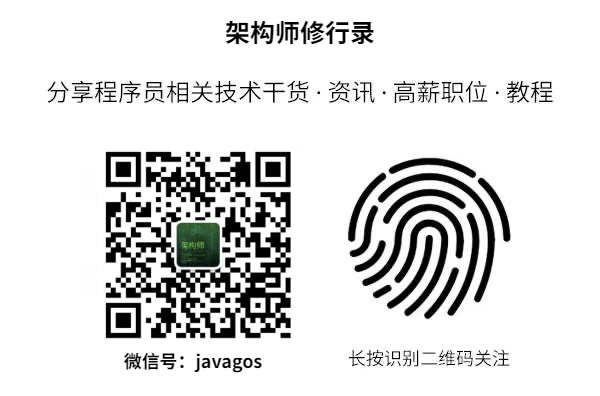 架构师修行录
分享程序员相关技术干货 · 资讯 · 高薪职位 · 教程
架构师
微信号：javagos
长按识别二维码关注